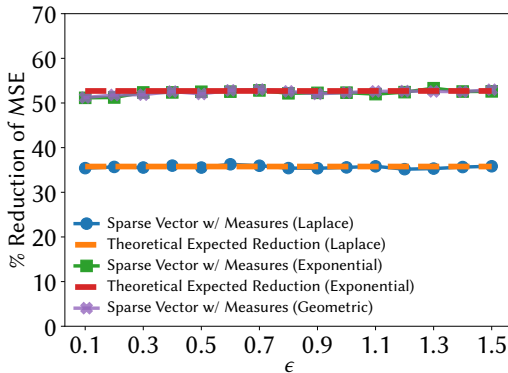 70
60
50
40
30
20
10
0
% Reduction of MSE
Sparse Vector w/ Measures (Laplace)
Theoretical Expected Reduction (Laplace)
Sparse Vector w/ Measures (Exponential)
Theoretical Expected Reduction (Exponential)
Sparse Vector w/ Measures (Geometric)
0.1 0.3 0.5 0.7 0.9 1.1 1.3 1.5
ϵ